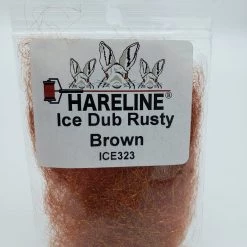 HARELINE®
Ice Dub Rusty
Brown
ICE323